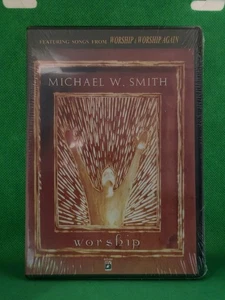 FEATURING SONGS FROM WORSHIP & WORSHIP AGAIN
MICHAEL W. SMITH
worship